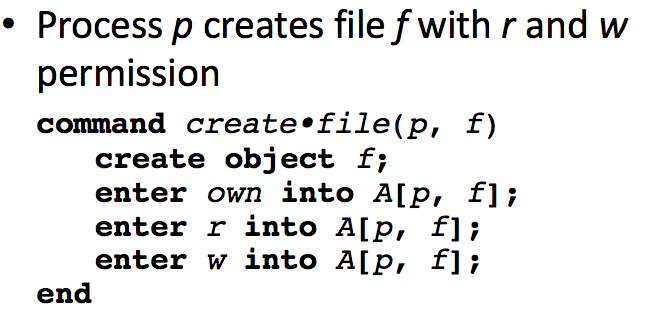 • Process p creates file f with r and w
permission
command create•file(p, f)
create object f;
enter own into A[p, f];
enter r into A[p, f];
enter w into A[p, f];
end